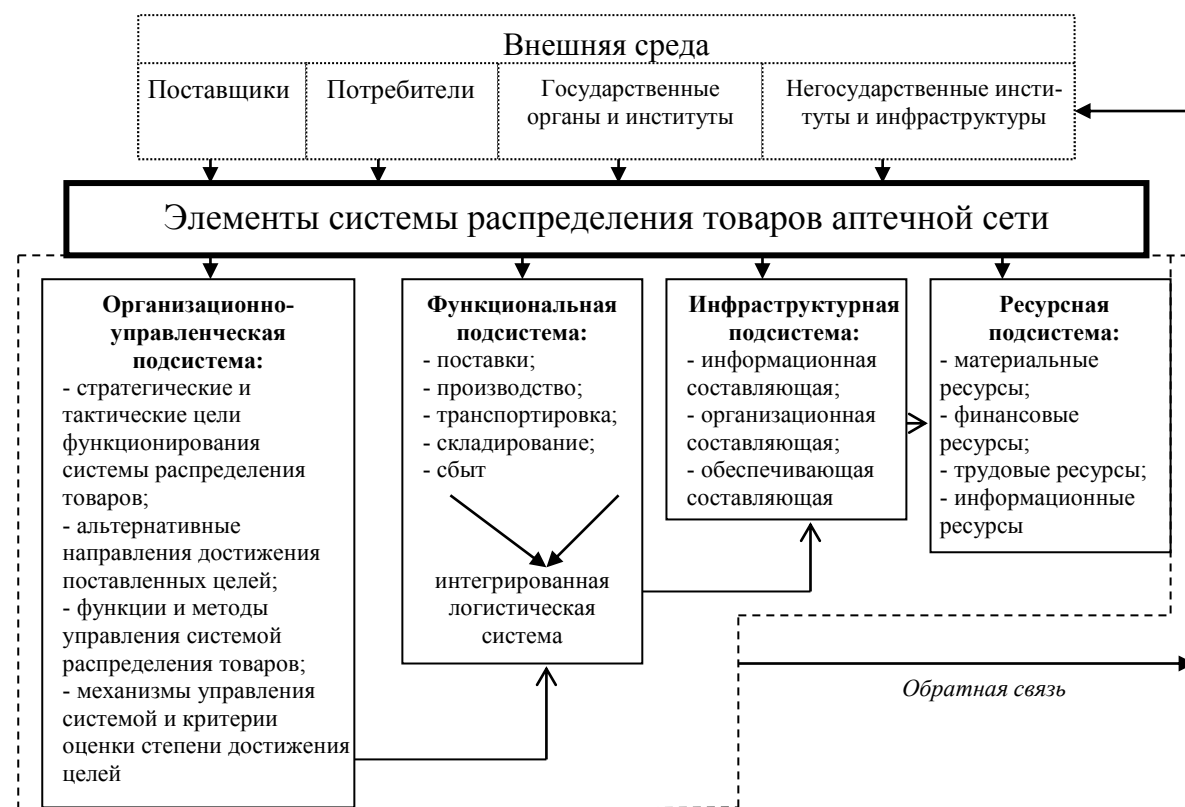 Внешняя среда
Поставщики
Потребители
Государственные
органы и институты
Негосударственные инсти-
туты и инфраструктуры
Элементы системы распределения товаров аптечной сети
Организационно-
управленческая
подсистема:
- стратегические и
тактические цели
функционирования
системы распределения
товаров;
- альтернативные
направления достижения
поставленных целей;
- функции и методы
управления системой
распределения товаров;
- механизмы управления
системой и критерии
оценки степени достижения
целей
Функциональная
подсистема:
- поставки;
- производство;
- транспортировка;
- складирование;
- сбыт
интегрированная
логистическая
система
Инфраструктурная
подсистема:
- информационная
составляющая;
- организационная
составляющая;
- обеспечивающая
составляющая
Ресурсная
подсистема:
- материальные
ресурсы;
- финансовые
ресурсы;
- трудовые ресурсы;
- информационные
ресурсы
Обратная связь